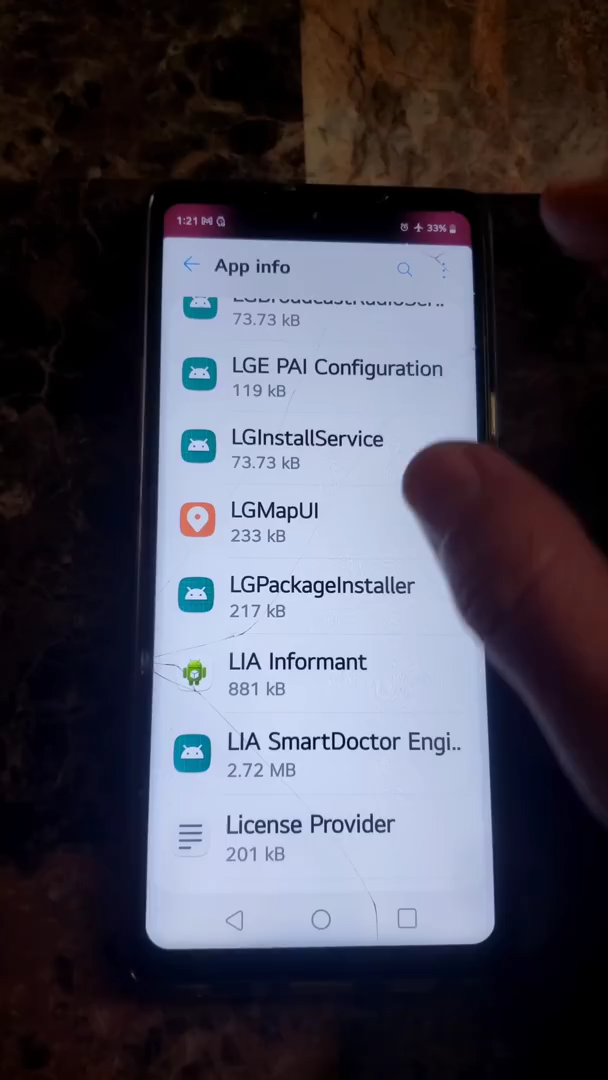 1:21
33%
App info
73.73 kB
LGE PAI Configuration
119 kB
LGInstallService
73.73 kB
LGMapUI
233 kB
LGPackageInstaller
217 kB
LIA Informant
881 kB
LIA SmartDoctor Engi..
2.72 MB
License Provider
201 kB